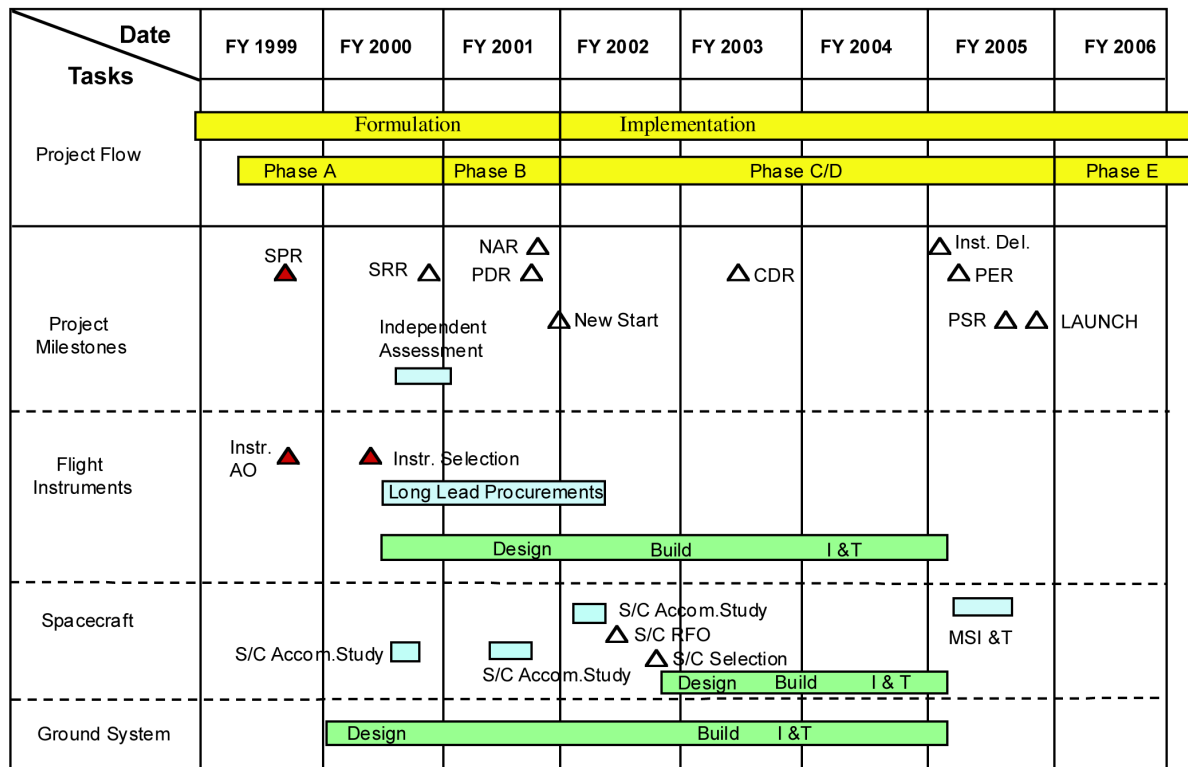 Date
Tasks
FY 1999
FY 2000
FY 2001
FY 2002
FY 2003
FY 2004
FY 2005
FY 2006
Project Flow
Formulation
Implementation
Phase A
Phase B
Phase C/D
Phase E
Project
Milestones
SPR
SRR
NAR
PDR
New Start
CDR
Inst. Del.
PER
PSR
LAUNCH
Independent
Assessment
Flight
Instruments
Instr.
AO
Instr. Selection
Long Lead Procurements
Design
Build
I &T
Spacecraft
S/C Accom.Study
S/C Accom.Study
S/C Accom.Study
S/C RFO
S/C Selection
MSI &T
Design
Build
I & T
Ground System
Design
Build
I &T